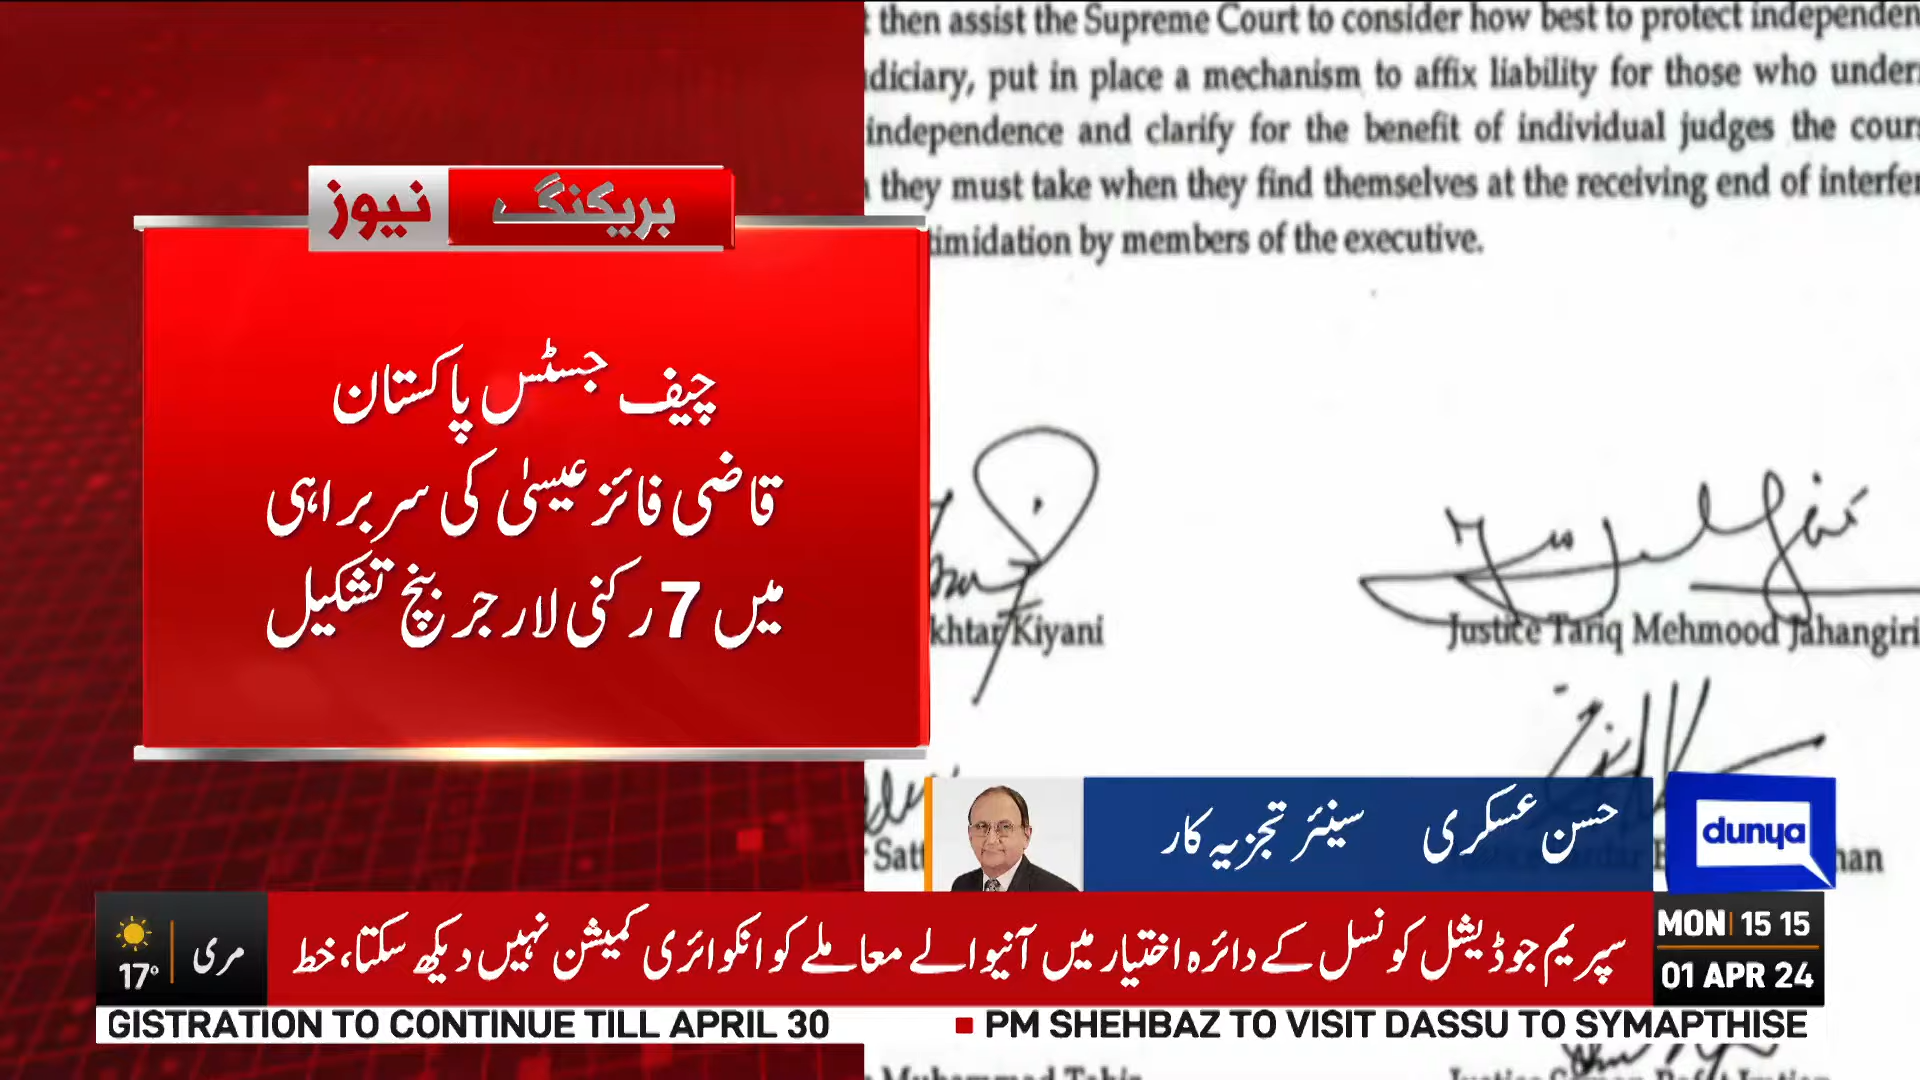 then assist the Supreme Court to consider how best to protect independen
diciary, put in place a mechanism to affix liability for those who under
independence and clarify for the benefit of individual judges the cour
they must take when they find themselves at the receiving end of interfe
timidation by members of the executive.
بریکنگ نیوز
چیف جسٹس پاکستان
قاضی فائز عیسیٰ کی سربراہی
میں 7 رکنی لارجر بنچ تشکیل
khtar Kiyani
Justice Tariq Mehmood Jahangiri
حسن عسکری سینئر تجزیہ کار
dunya
سپریم جوڈیشل کونسل کے دائرہ اختیار میں آنیوالے معاملے کو انکوائری کمیشن نہیں دیکھ سکتا، خط
مری
17°
MON 15 15
01 APR 24
GISTRATION TO CONTINUE TILL APRIL 30
PM SHEHBAZ TO VISIT DASSU TO SYMAPTHISE